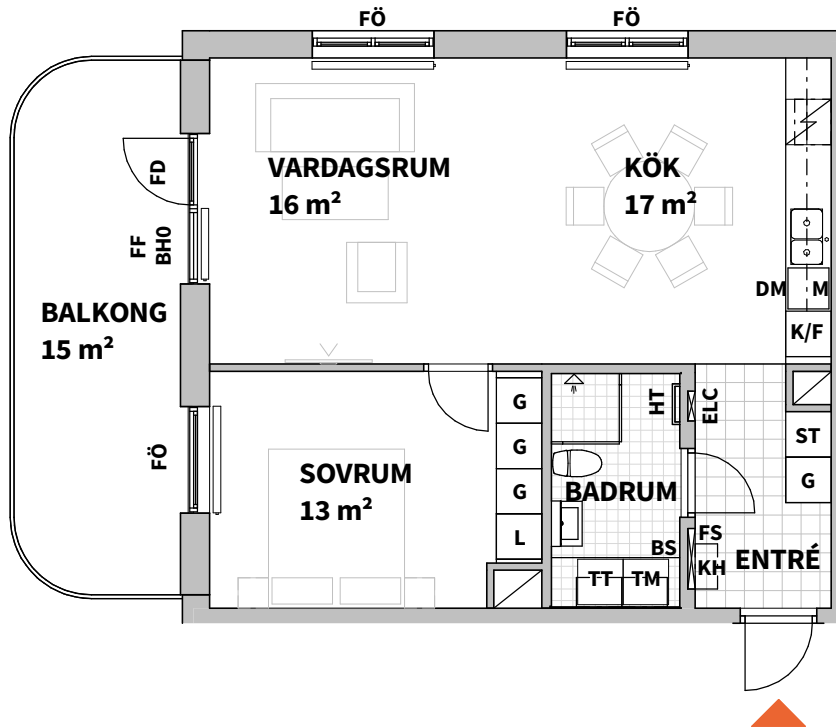 FÖ
FÖ
VARDAGSRUM
16 m²
KÖK
17 m²
FD
FF
BH0
BALKONG
15 m²
DM
M
K/F
FÖ
SOVRUM
13 m²
G
G
G
L
HT
ELC
BADRUM
BS
TT
TM
ST
G
FS
KH
ENTRÉ